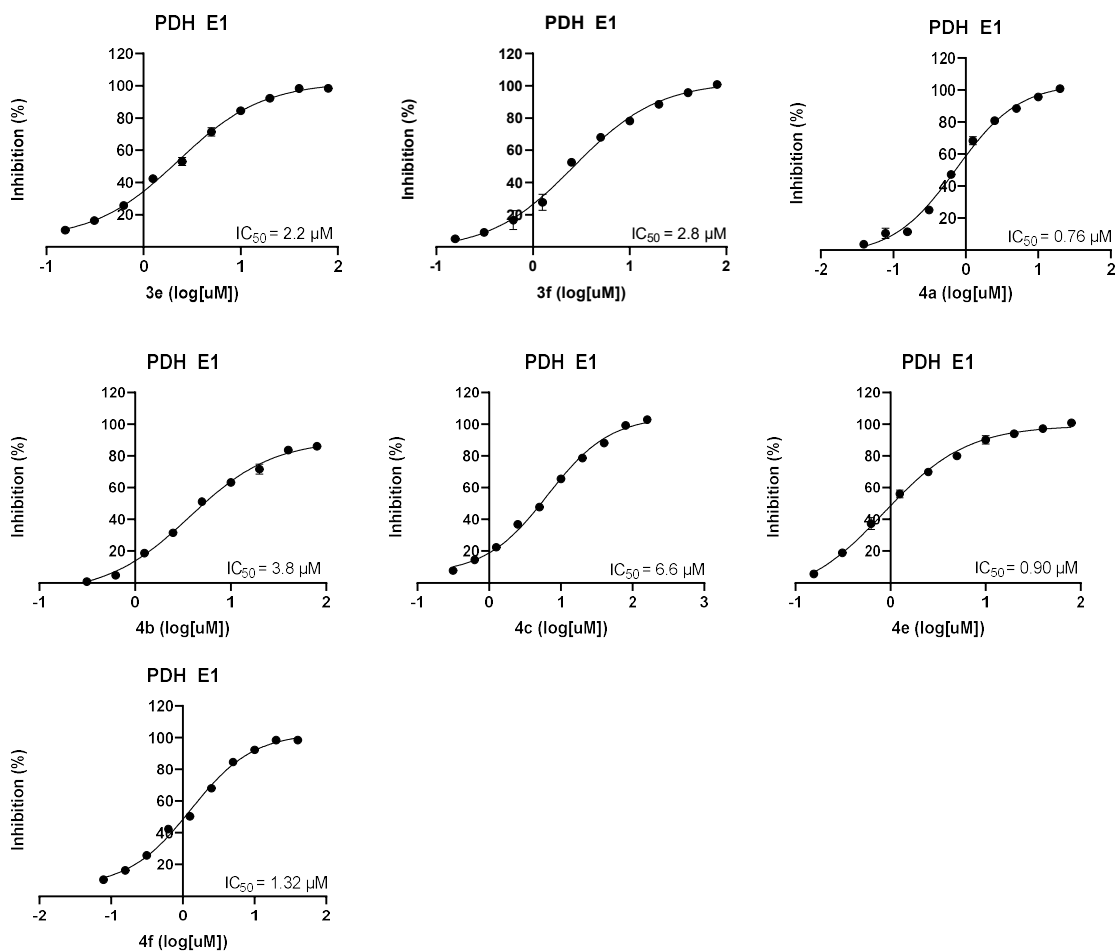 PDH E1
Inhibition (%)
120
100
80
60
40
20
-1
0
1
2
IC50 = 2.2 µM
3e (log[uM])
PDH E1
Inhibition (%)
120
100
80
60
40
20
-1
0
1
2
IC50 = 2.8 µM
3f (log[uM])
PDH E1
Inhibition (%)
120
100
80
60
40
20
-2
-1
0
1
2
IC50 = 0.76 µM
4a (log[uM])
PDH E1
Inhibition (%)
120
100
80
60
40
20
-1
0
1
2
IC50 = 3.8 µM
4b (log[uM])
PDH E1
Inhibition (%)
120
100
80
60
40
20
-1
0
1
2
3
IC50 = 6.6 µM
4c (log[uM])
PDH E1
Inhibition (%)
120
100
80
60
40
20
-1
0
1
2
IC50 = 0.90 µM
4e (log[uM])
PDH E1
Inhibition (%)
120
100
80
60
40
20
-2
-1
0
1
2
IC50 = 1.32 µM
4f (log[uM])